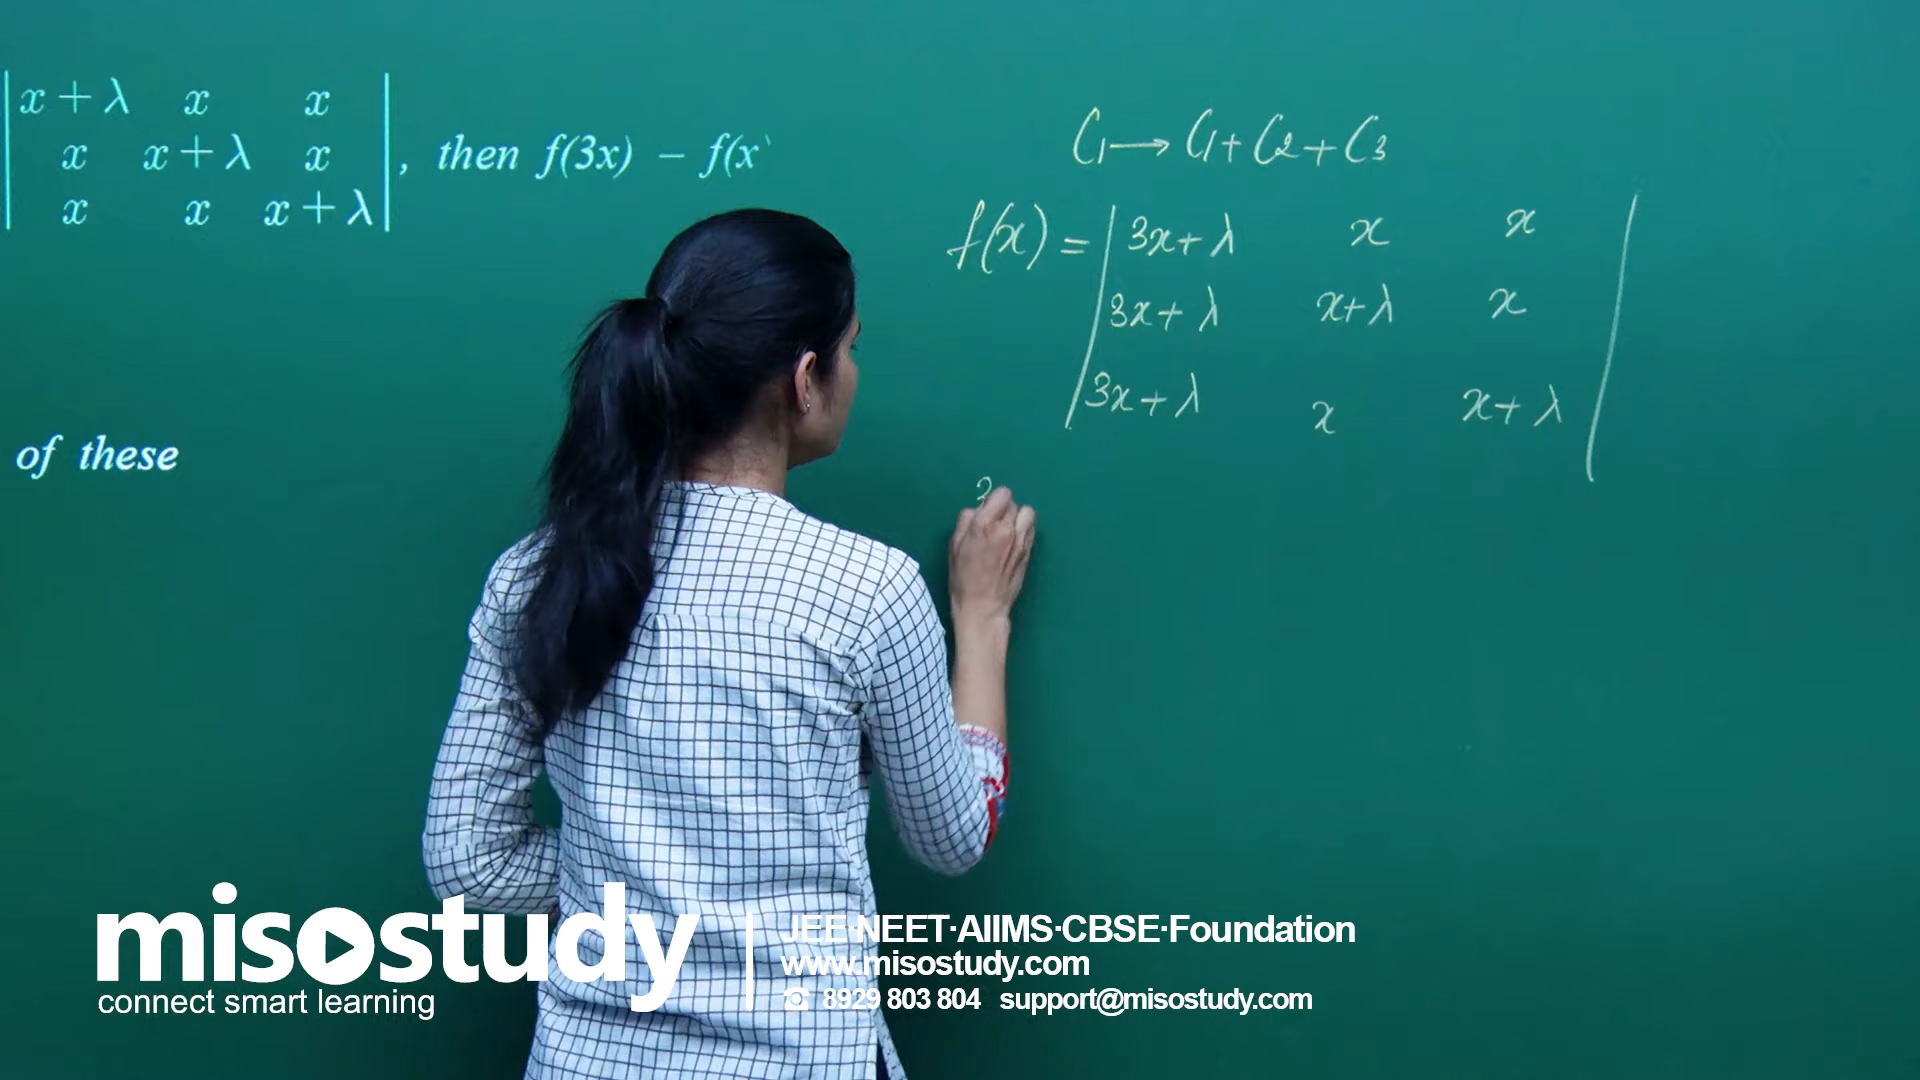 x + λ x x
x x + λ x , then f(3x) − f(x
x x x + λ
of these
C1 → C1 + C2 + C3
f(x) = | 3x + λ x x |
3x + λ x + λ x
3x + λ x x + λ
3
misostudy
connect smart learning
JEE·NEET·AIIMS·CBSE·Foundation
www.misostudy.com
☎ 8929 803 804 support@misostudy.com